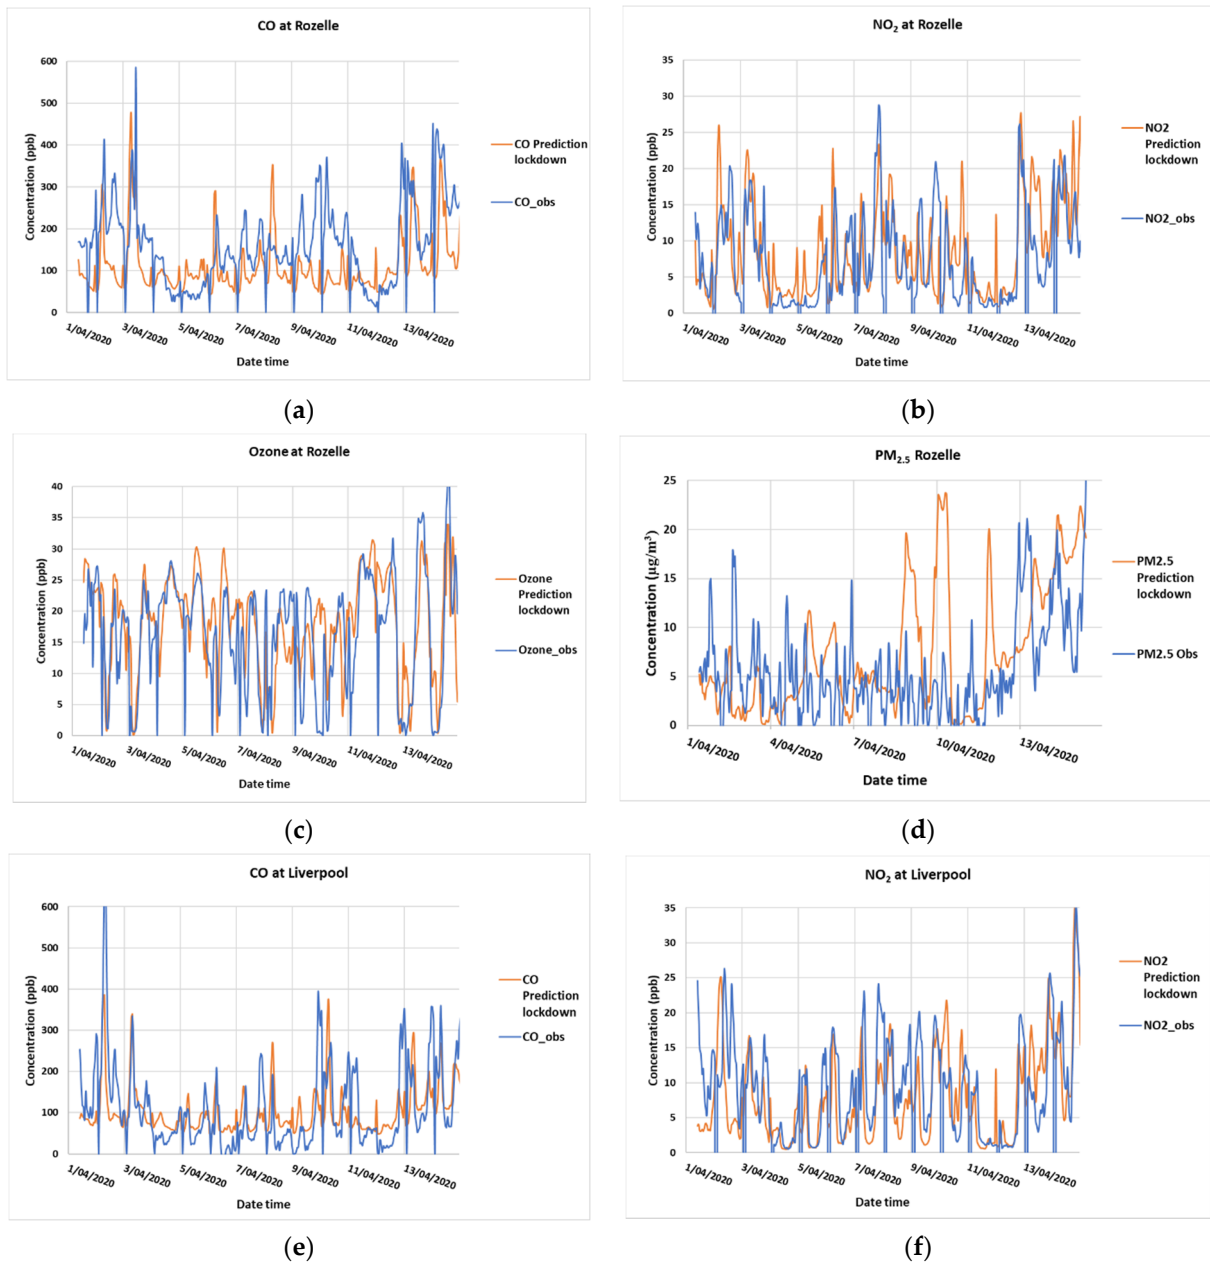 CO at Rozelle
600
500
400
300
200
100
0
Concentration (ppb)
1/04/2020 3/04/2020 5/04/2020 7/04/2020 9/04/2020 11/04/2020 13/04/2020
Date time
CO Prediction
lockdown
CO_obs
(a)
NO2 at Rozelle
35
30
25
20
15
10
5
0
Concentration (ppb)
1/04/2020 3/04/2020 5/04/2020 7/04/2020 9/04/2020 11/04/2020 13/04/2020
Date time
NO2
Prediction
lockdown
NO2_obs
(b)
Ozone at Rozelle
40
35
30
25
20
15
10
5
0
Concentration (ppb)
1/04/2020 3/04/2020 5/04/2020 7/04/2020 9/04/2020 11/04/2020 13/04/2020
Date time
Ozone
Prediction
lockdown
Ozone_obs
(c)
PM2.5 Rozelle
25
20
15
10
5
0
Concentration (µg/m³)
1/04/2020 4/04/2020 7/04/2020 10/04/2020 13/04/2020
Date time
PM2.5
Prediction
lockdown
PM2.5 Obs
(d)
CO at Liverpool
600
500
400
300
200
100
0
Concentration (ppb)
1/04/2020 3/04/2020 5/04/2020 7/04/2020 9/04/2020 11/04/2020 13/04/2020
Date time
CO
Prediction
lockdown
CO_obs
(e)
NO2 at Liverpool
35
30
25
20
15
10
5
0
Concentration (ppb)
1/04/2020 3/04/2020 5/04/2020 7/04/2020 9/04/2020 11/04/2020 13/04/2020
Date time
NO2
Prediction
lockdown
NO2_obs
(f)